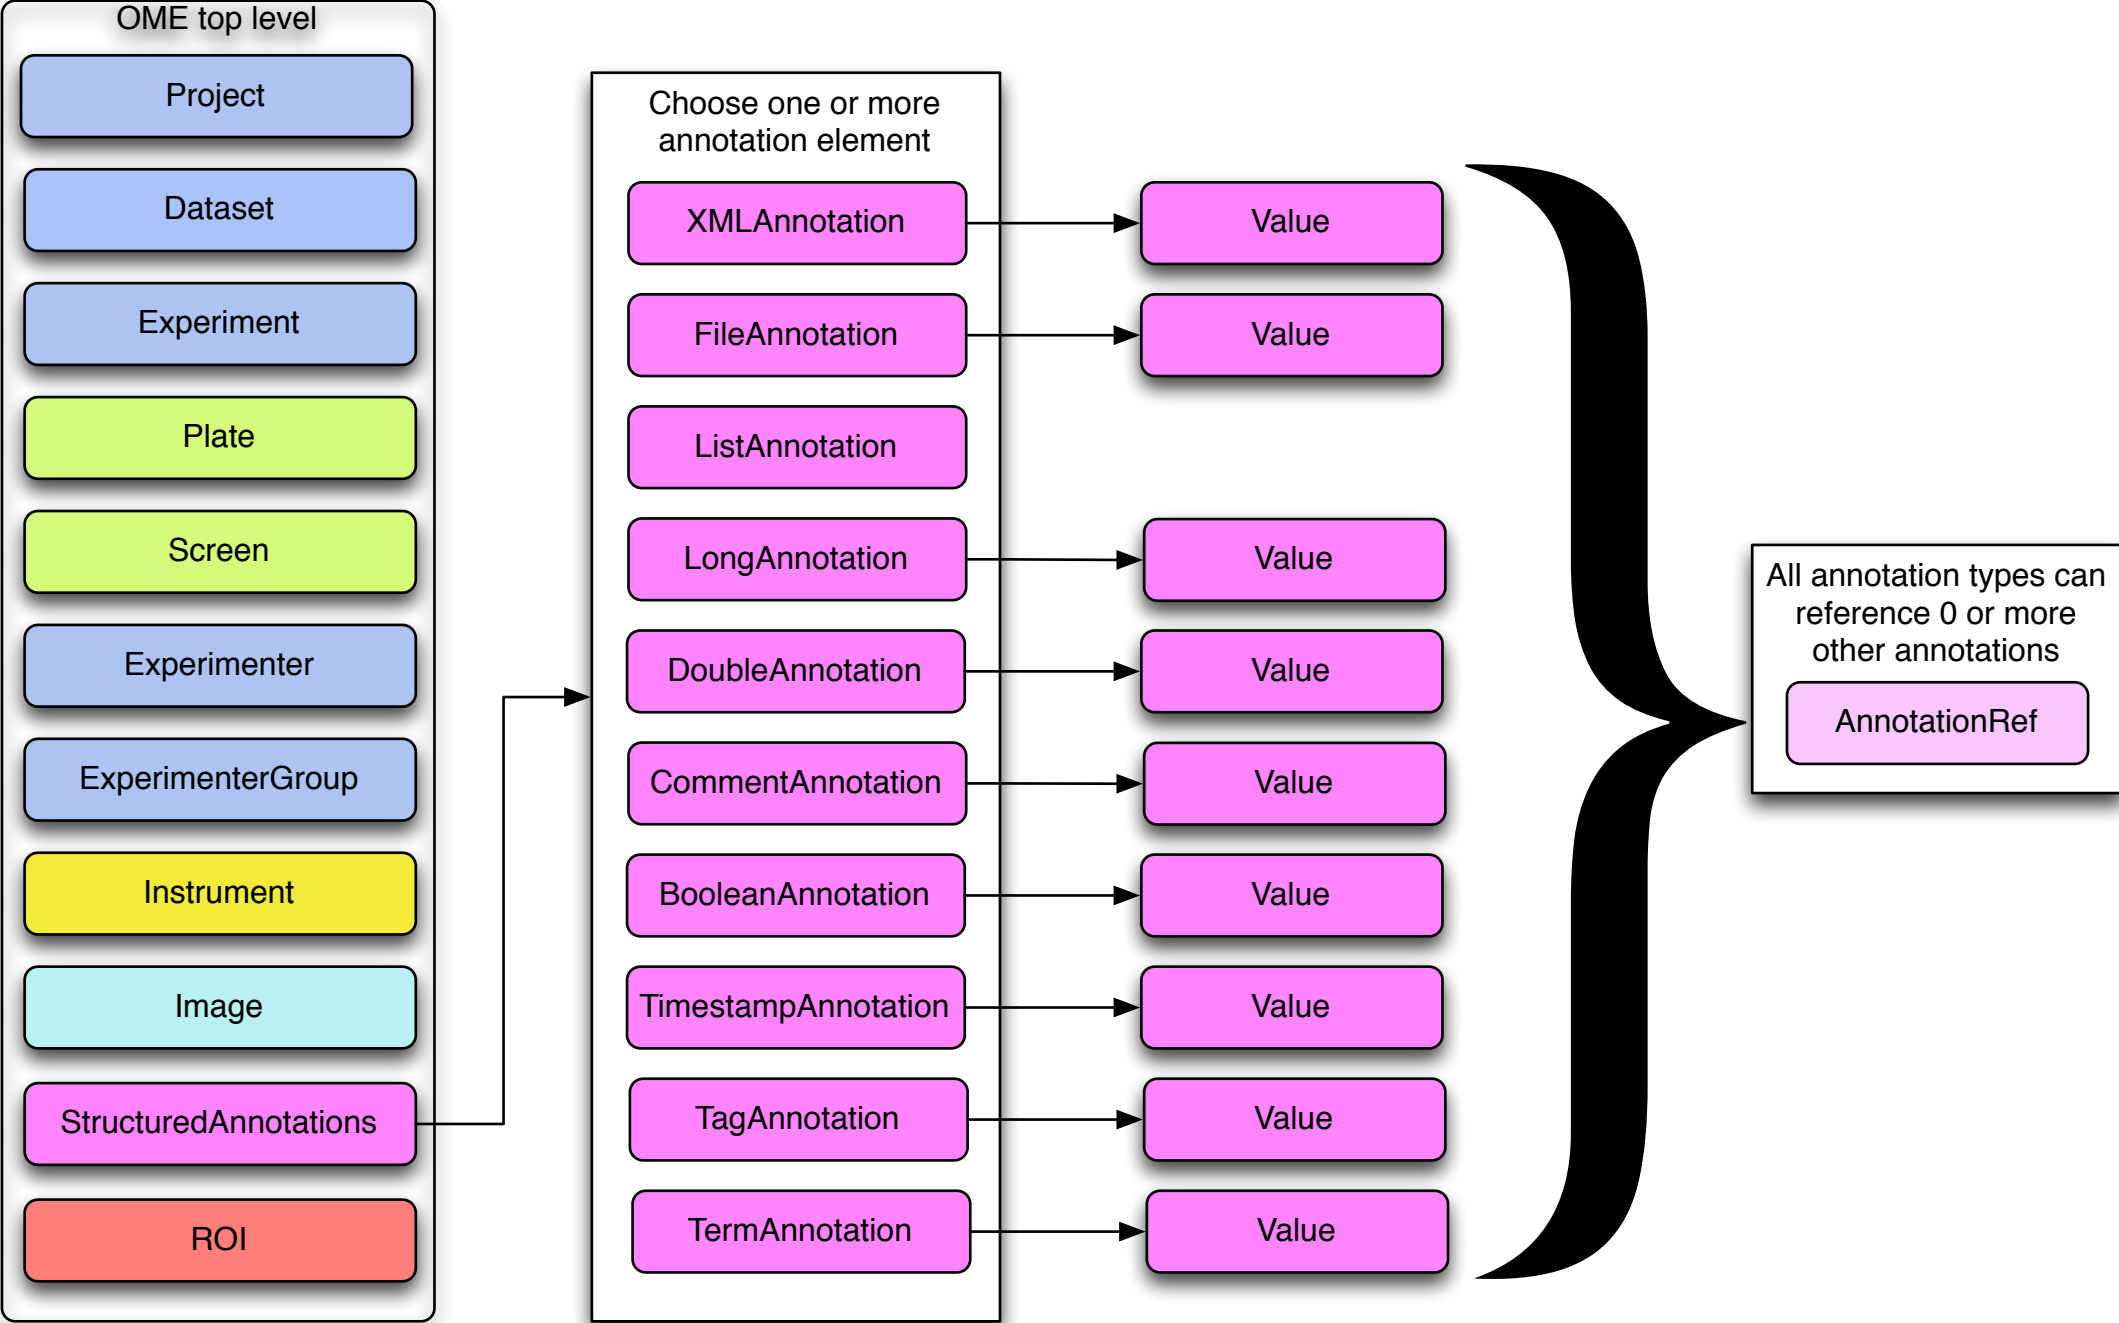 OME top level
Project
Dataset
Experiment
Plate
Screen
Experimenter
ExperimenterGroup
Instrument
Image
StructuredAnnotations
ROI
Choose one or more
annotation element
XMLAnnotation
Value
FileAnnotation
Value
ListAnnotation
LongAnnotation
Value
DoubleAnnotation
Value
CommentAnnotation
Value
BooleanAnnotation
Value
TimestampAnnotation
Value
TagAnnotation
Value
TermAnnotation
Value
All annotation types can
reference 0 or more
other annotations
AnnotationRef